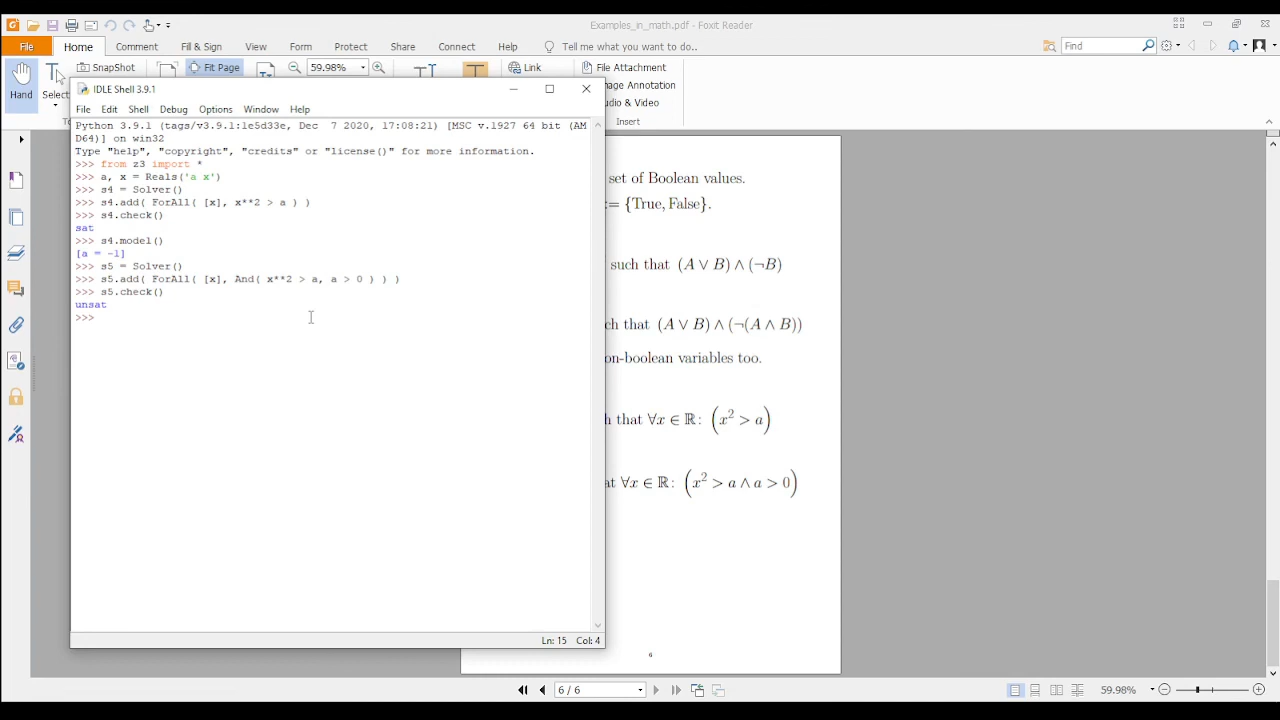 Examples_in_math.pdf - Foxit Reader
File Home Comment Fill & Sign View Form Protect Share Connect Help Tell me what you want to do.. Find
SnapShot Fit Page 59.98% Link File Attachment
Hand Select
Insert
IDLE Shell 3.9.1
File Edit Shell Debug Options Window Help
Python 3.9.1 (tags/v3.9.1:1e5d33e, Dec 7 2020, 17:08:21) [MSC v.1927 64 bit (AM
D64)] on win32
Type "help", "copyright", "credits" or "license()" for more information.
>>> from z3 import *
>>> a, x = Reals('a x')
>>> s4 = Solver()
>>> s4.add( ForAll( [x], x**2 > a ) )
>>> s4.check()
sat
>>> s4.model()
[a = -1]
>>> s5 = Solver()
>>> s5.add( ForAll( [x], And( x**2 > a, a > 0 ) ) )
>>> s5.check()
unsat
>>>
Ln: 15 Col: 4
set of Boolean values.
:= {True, False}.
such that (A ∨ B) ∧ (¬B)
ch that (A ∨ B) ∧ (¬(A ∧ B))
on-boolean variables too.
h that ∀x ∈ ℝ: (x² > a)
at ∀x ∈ ℝ: (x² > a ∧ a > 0)
6
6 / 6 59.98%